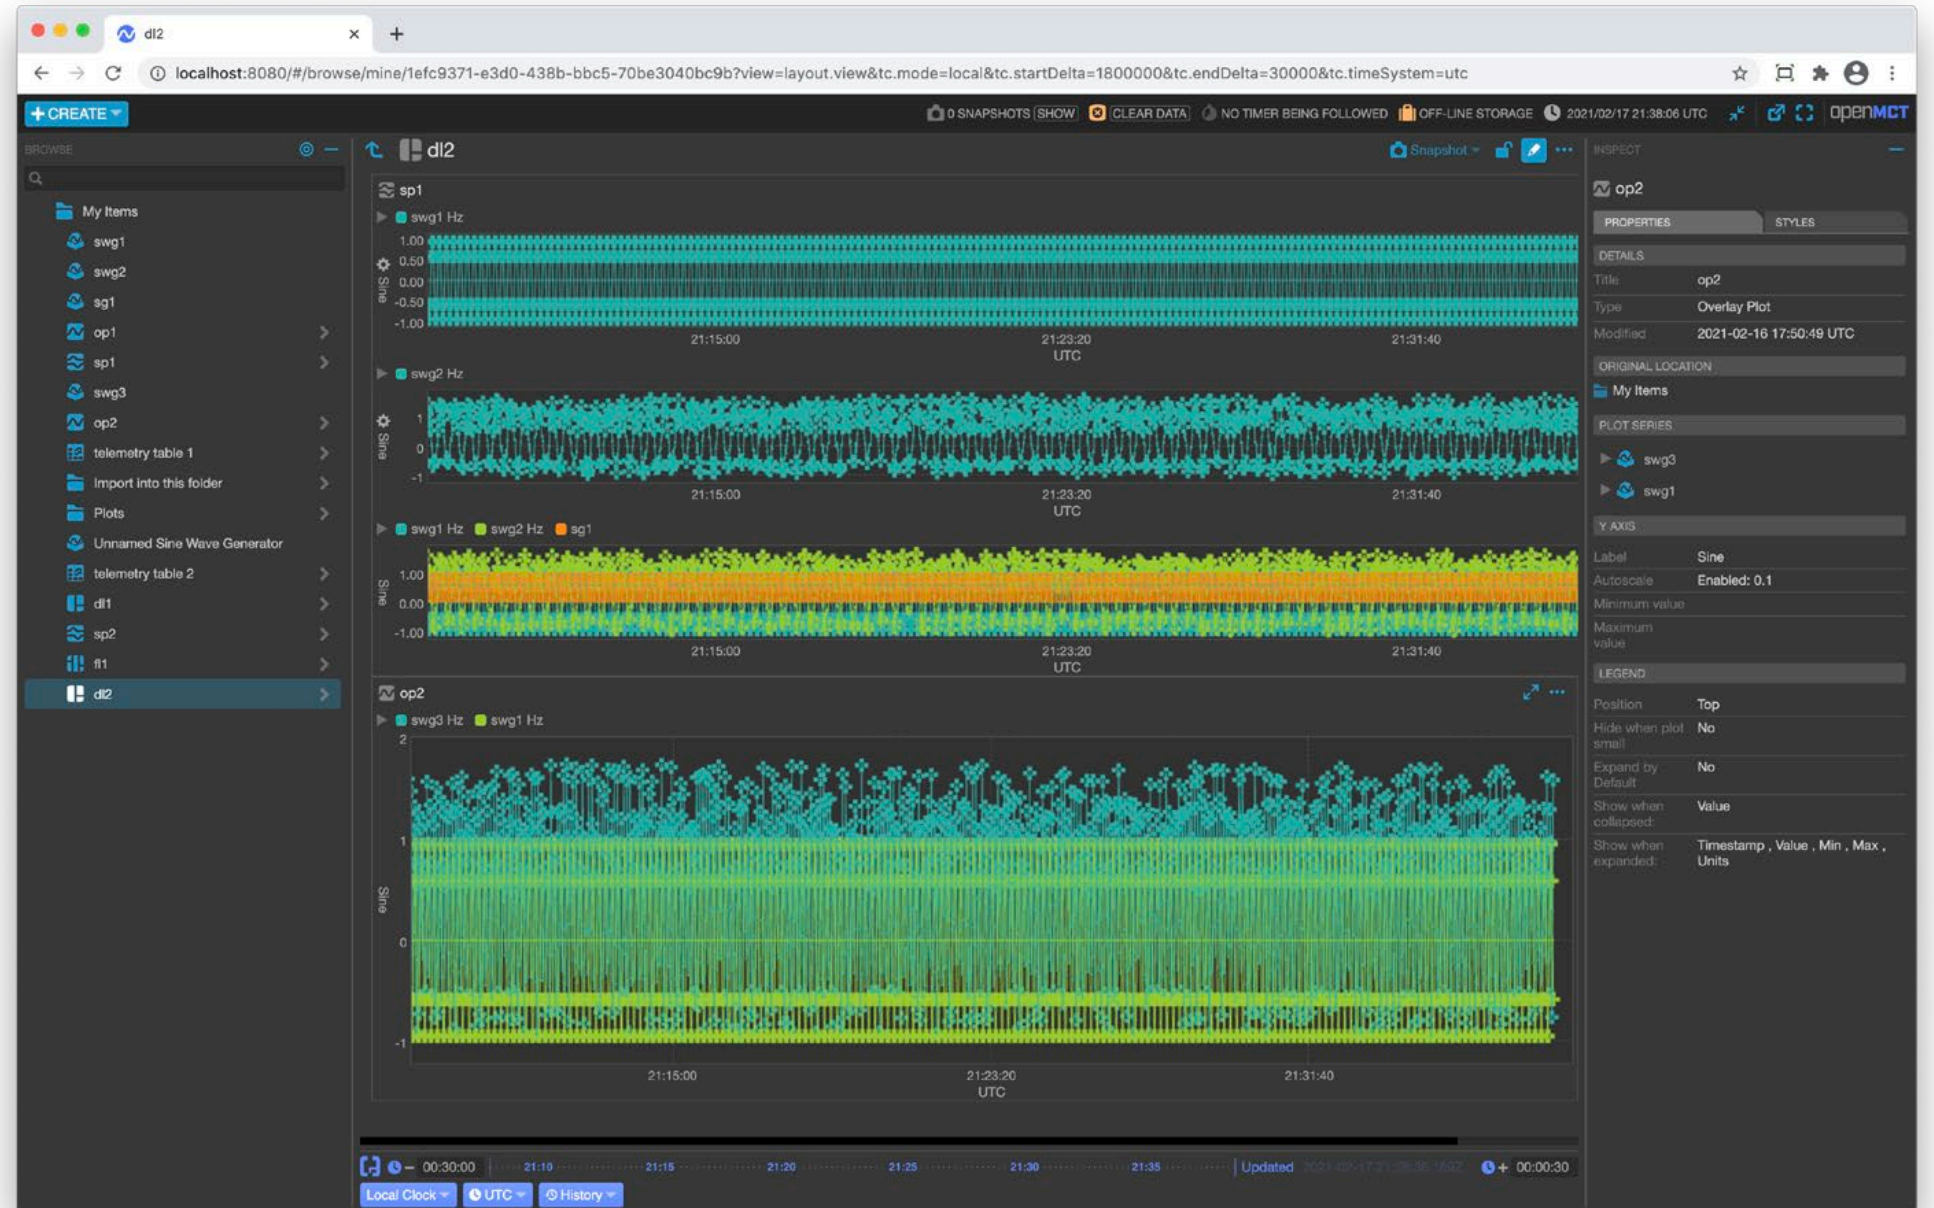 dl2
localhost:8080/#/browse/mine/1efc9371-e3d0-438b-bbc5-70be3040bc9b?view=layout.view&tc.mode=local&tc.startDelta=1800000&tc.endDelta=30000&tc.timeSystem=utc
+ CREATE
0 SNAPSHOTS SHOW CLEAR DATA NO TIMER BEING FOLLOWED OFF-LINE STORAGE 2021/02/17 21:38:06 UTC openMCT
BROWSE
My Items
swg1
swg2
sg1
op1
sp1
swg3
op2
telemetry table 1
Import into this folder
Plots
Unnamed Sine Wave Generator
telemetry table 2
dl1
sp2
fl1
dl2
dl2
Snapshot
sp1
swg1 Hz
1.00
0.50
0.00
-0.50
-1.00
Sine
21:15:00 21:23:20 21:31:40
UTC
swg2 Hz
1
0
-1
Sine
21:15:00 21:23:20 21:31:40
UTC
swg1 Hz swg2 Hz sg1
1.00
0.00
-1.00
Sine
21:15:00 21:23:20 21:31:40
UTC
op2
swg3 Hz swg1 Hz
2
1
0
-1
Sine
21:15:00 21:23:20 21:31:40
UTC
00:30:00 21:10 21:15 21:20 21:25 21:30 21:35 Updated + 00:00:30
Local Clock UTC History
INSPECT
op2
PROPERTIES STYLES
DETAILS
Title op2
Type Overlay Plot
Modified 2021-02-16 17:50:49 UTC
ORIGINAL LOCATION
My Items
PLOT SERIES
swg3
swg1
Y AXIS
Label Sine
Autoscale Enabled: 0.1
Minimum value
Maximum
value
LEGEND
Position Top
Hide when plot No
small
Expand by No
Default
Show when Value
collapsed:
Show when Timestamp , Value , Min , Max ,
expanded: Units